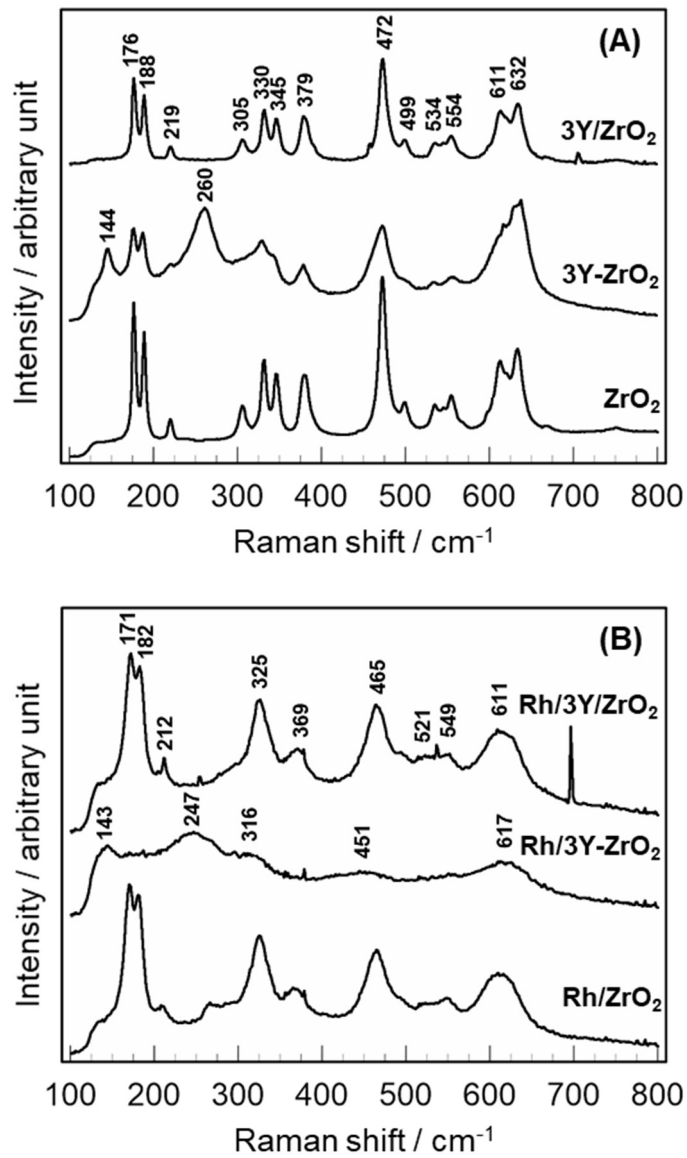 (A)
176
188
219
305
330
345
379
472
499
534
554
611
632
3Y/ZrO₂
144
260
3Y-ZrO₂
ZrO₂
Intensity / arbitrary unit
100 200 300 400 500 600 700 800
Raman shift / cm⁻¹
(B)
171
182
212
325
369
465
521
549
611
Rh/3Y/ZrO₂
143
247
316
451
617
Rh/3Y-ZrO₂
Rh/ZrO₂
Intensity / arbitrary unit
100 200 300 400 500 600 700 800
Raman shift / cm⁻¹